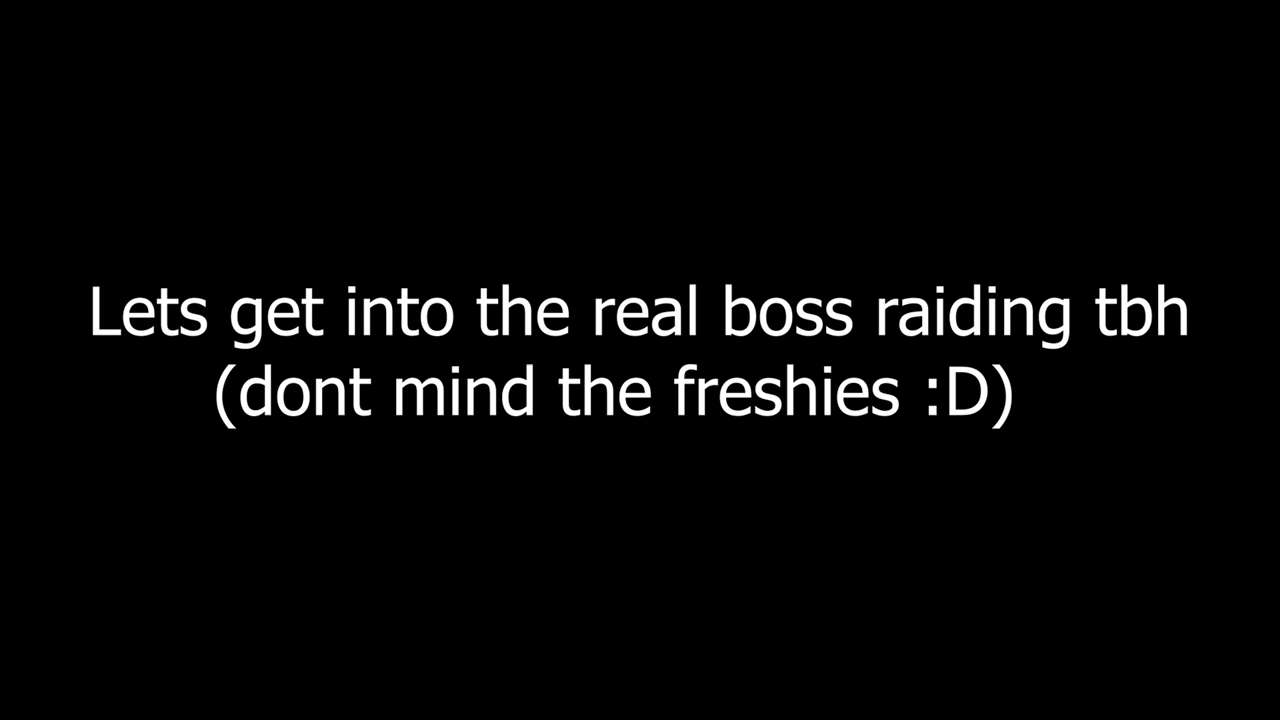 Lets get into the real boss raiding tbh
(dont mind the freshies :D)